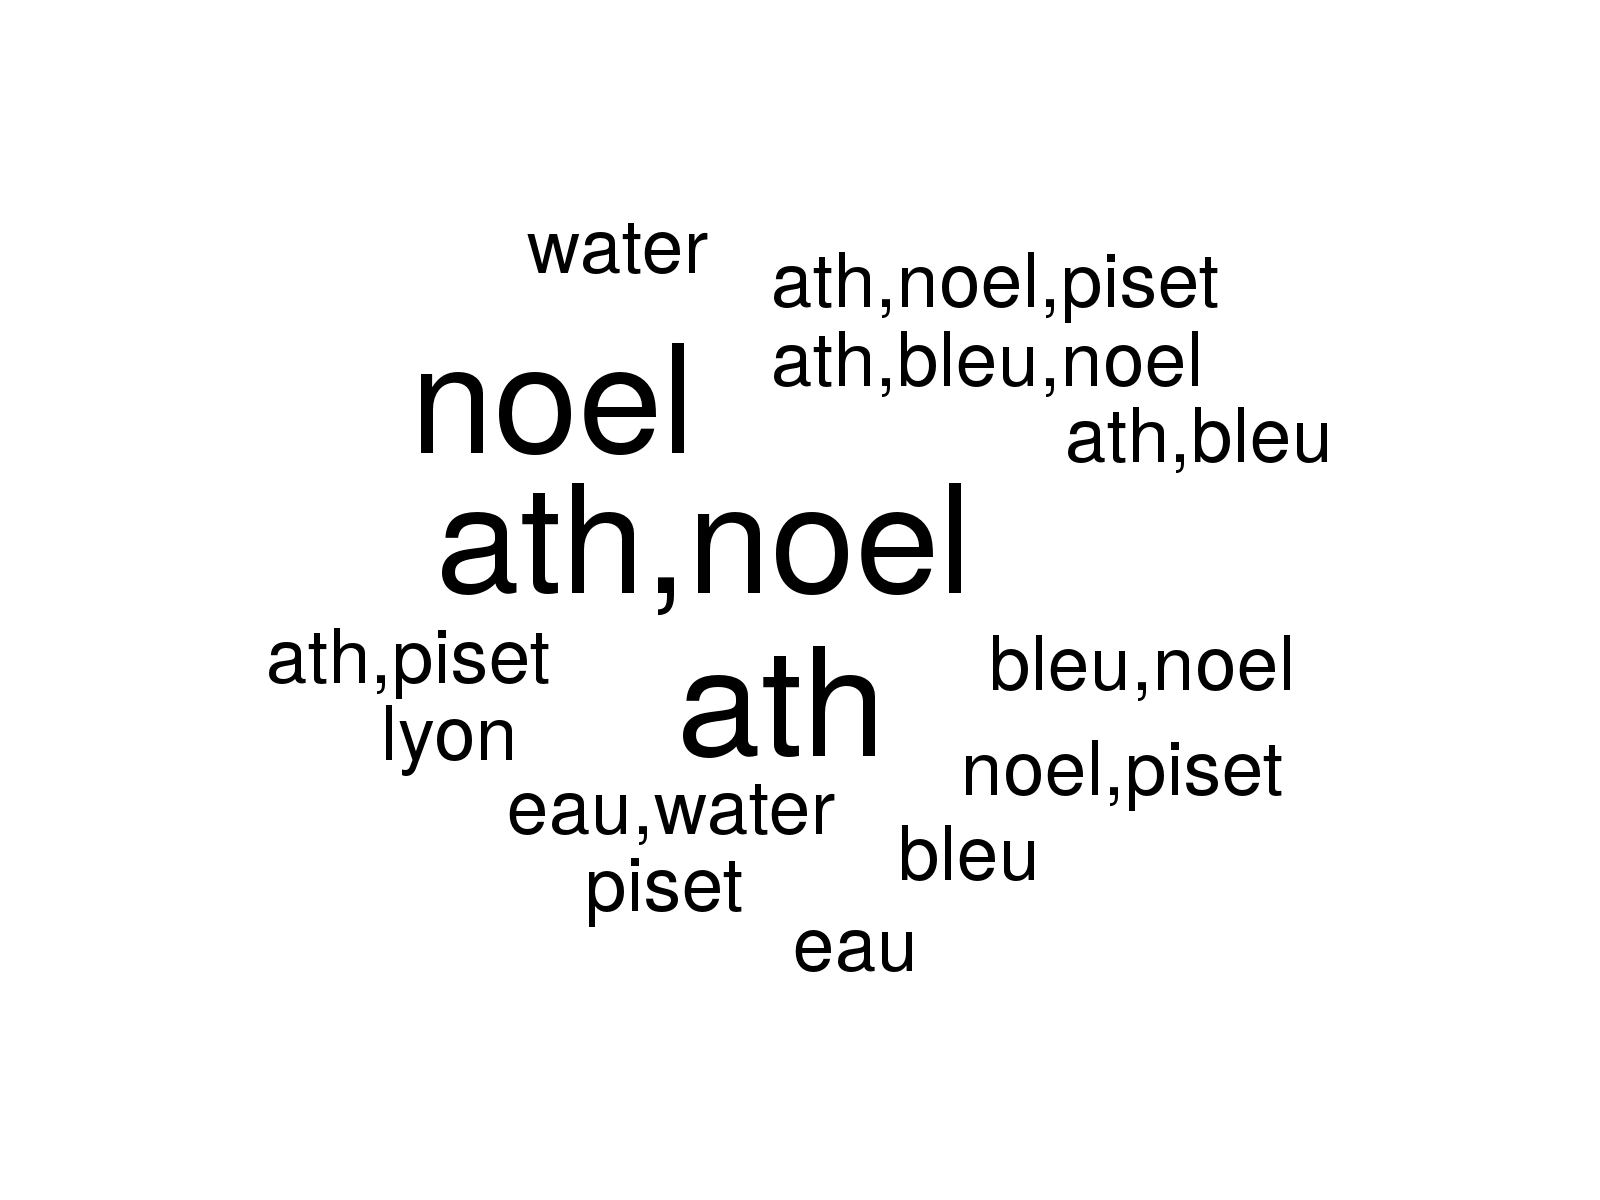 water
ath,noel,piset
ath,bleu,noel
noel
ath,bleu
ath,noel
ath,piset
bleu,noel
ath
lyon
noel,piset
eau,water
bleu
piset
eau